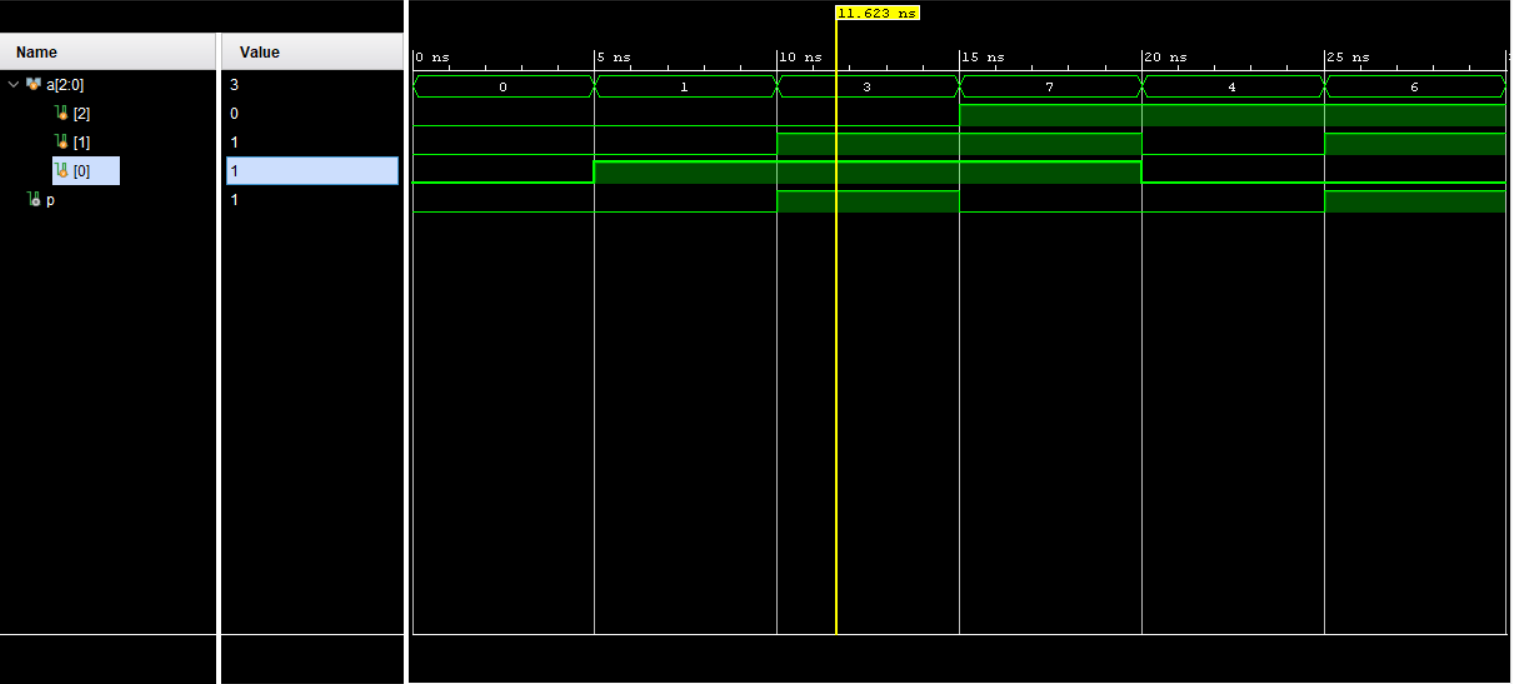 11.623 ns
Name Value
0 ns 5 ns 10 ns 15 ns 20 ns 25 ns
a[2:0] 3 0 1 3 7 4 6
[2] 0
[1] 1
[0] 1
p 1